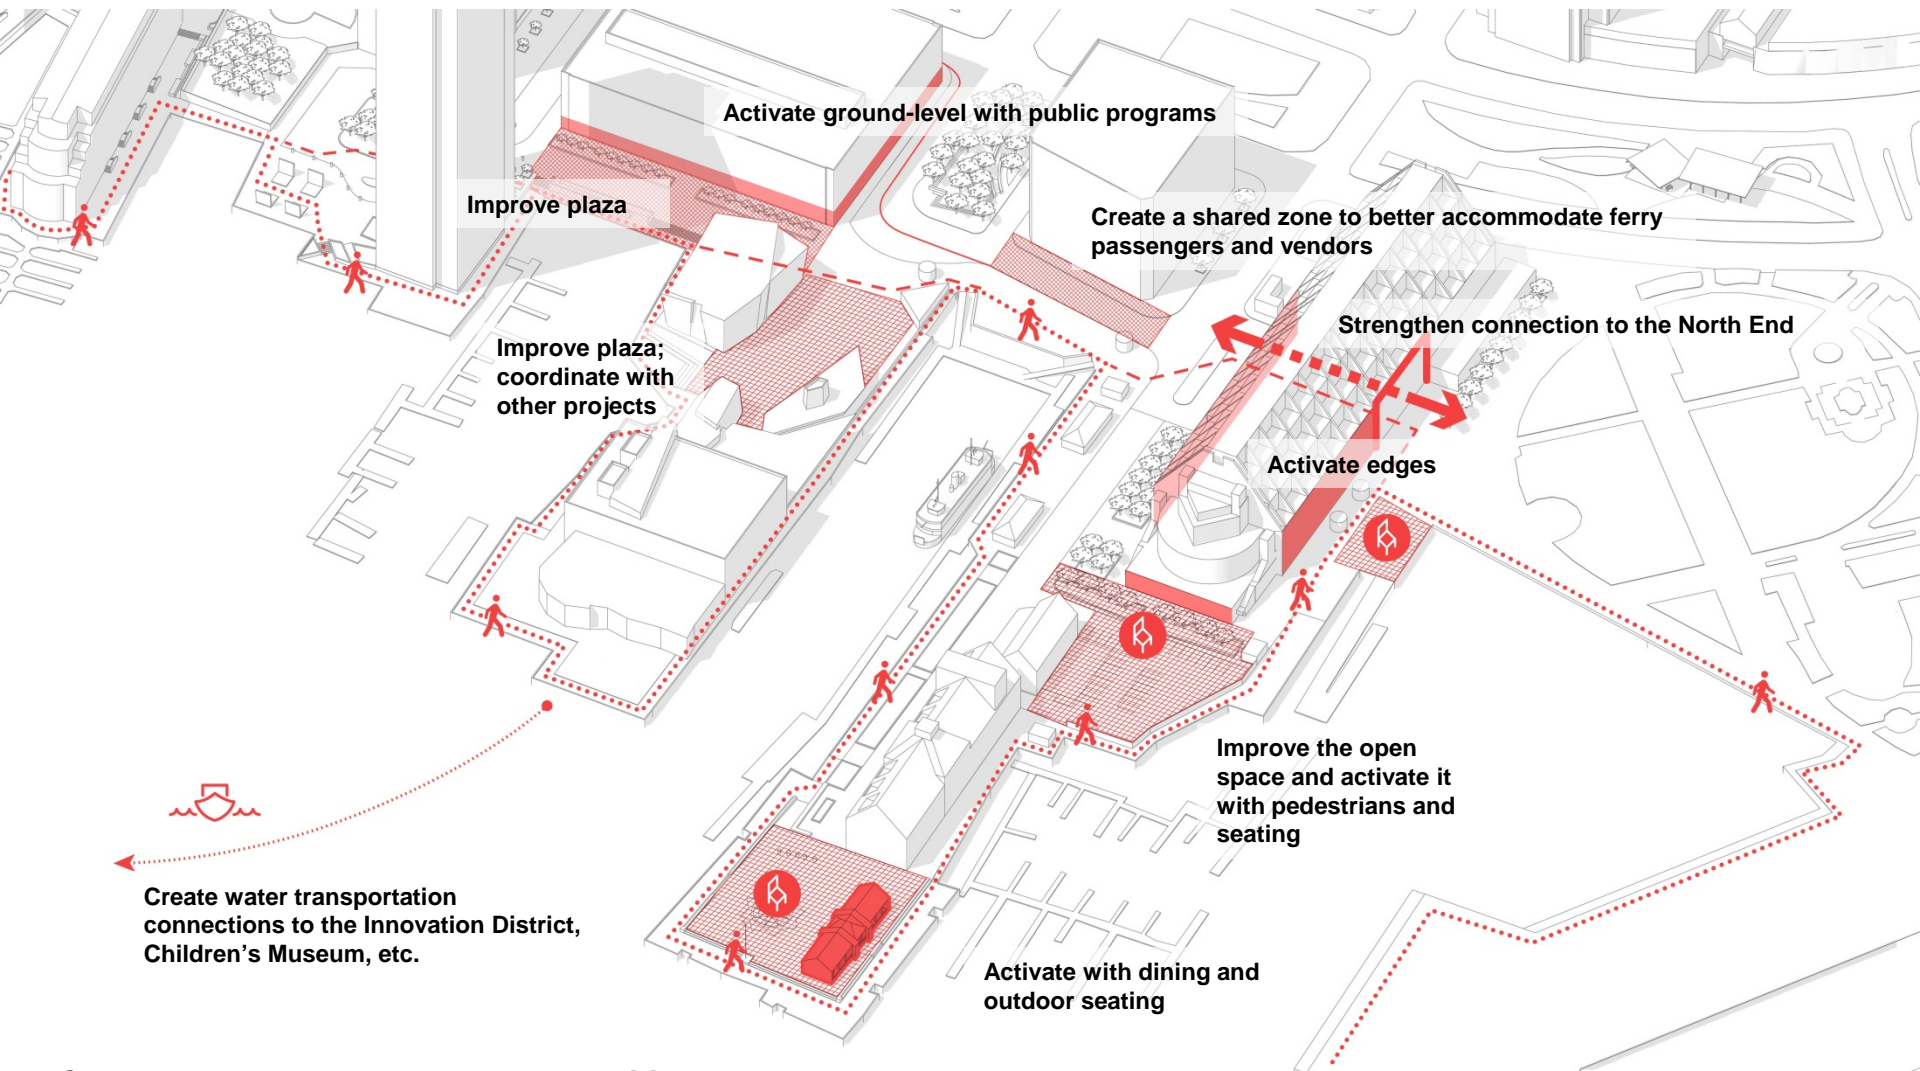 Activate ground-level with public programs
Improve plaza
Create a shared zone to better accommodate ferry
passengers and vendors
Strengthen connection to the North End
Improve plaza;
coordinate with
other projects
Activate edges
Improve the open
space and activate it
with pedestrians and
seating
Create water transportation
connections to the Innovation District,
Children's Museum, etc.
Activate with dining and
outdoor seating